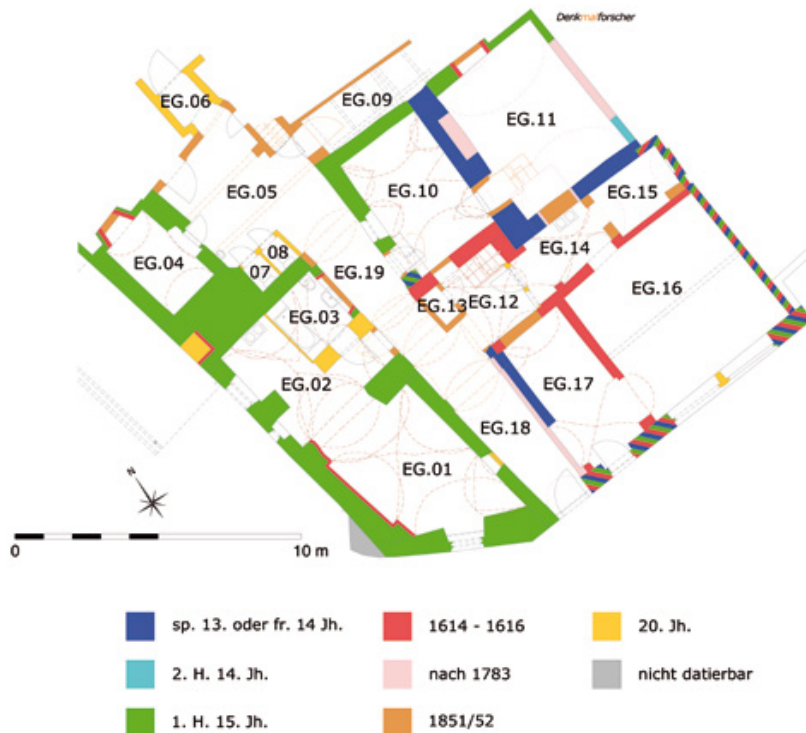 Denkmalforscher
EG.06
EG.09
EG.11
EG.05
EG.10
EG.15
EG.04
08
07
EG.19
EG.14
EG.16
EG.03
EG.13
EG.12
EG.02
EG.17
EG.18
EG.01
N
0
10 m
sp. 13. oder fr. 14 Jh.
2. H. 14. Jh.
1. H. 15. Jh.
1614 - 1616
nach 1783
1851/52
20. Jh.
nicht datierbar